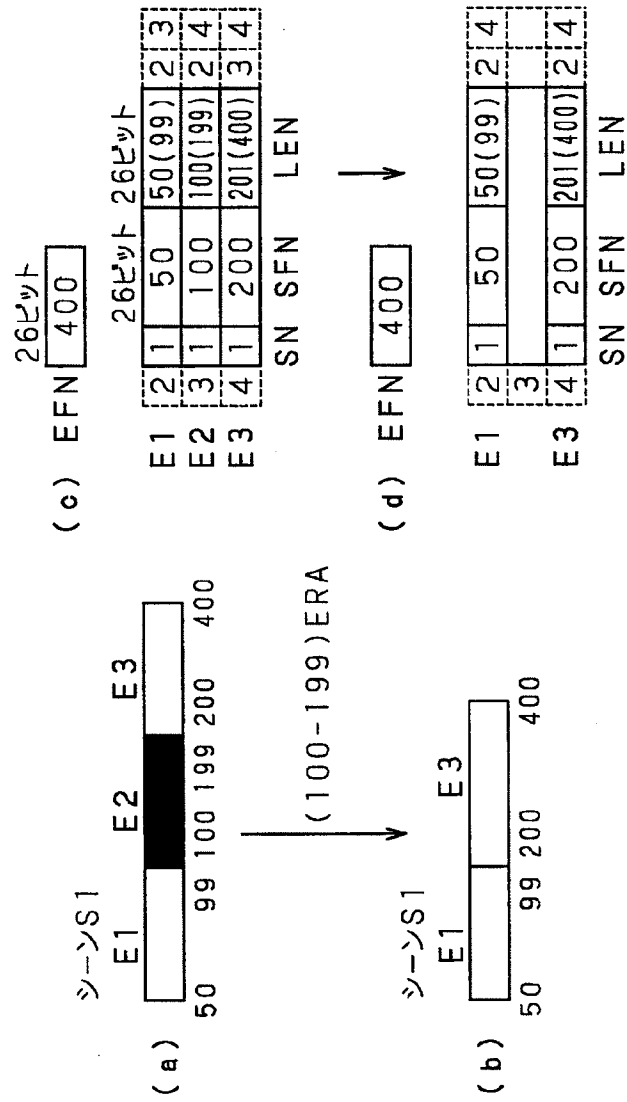 (a)
シーンS1
E1 E2 E3
50 99 100 199 200 400
(100-199)ERA
(b)
シーンS1
E1 E3
50 99 200 400
(c) EFN 400
26ビット
26ビット 26ビット
E1 2 1 50 50(99) 2 3
E2 3 1 100 100(199) 2 4
E3 4 1 200 201(400) 3 4
SN SFN LEN
(d) EFN 400
E1 2 1 50 50(99) 2 4
3
E3 4 1 200 201(400) 2 4
SN SFN LEN